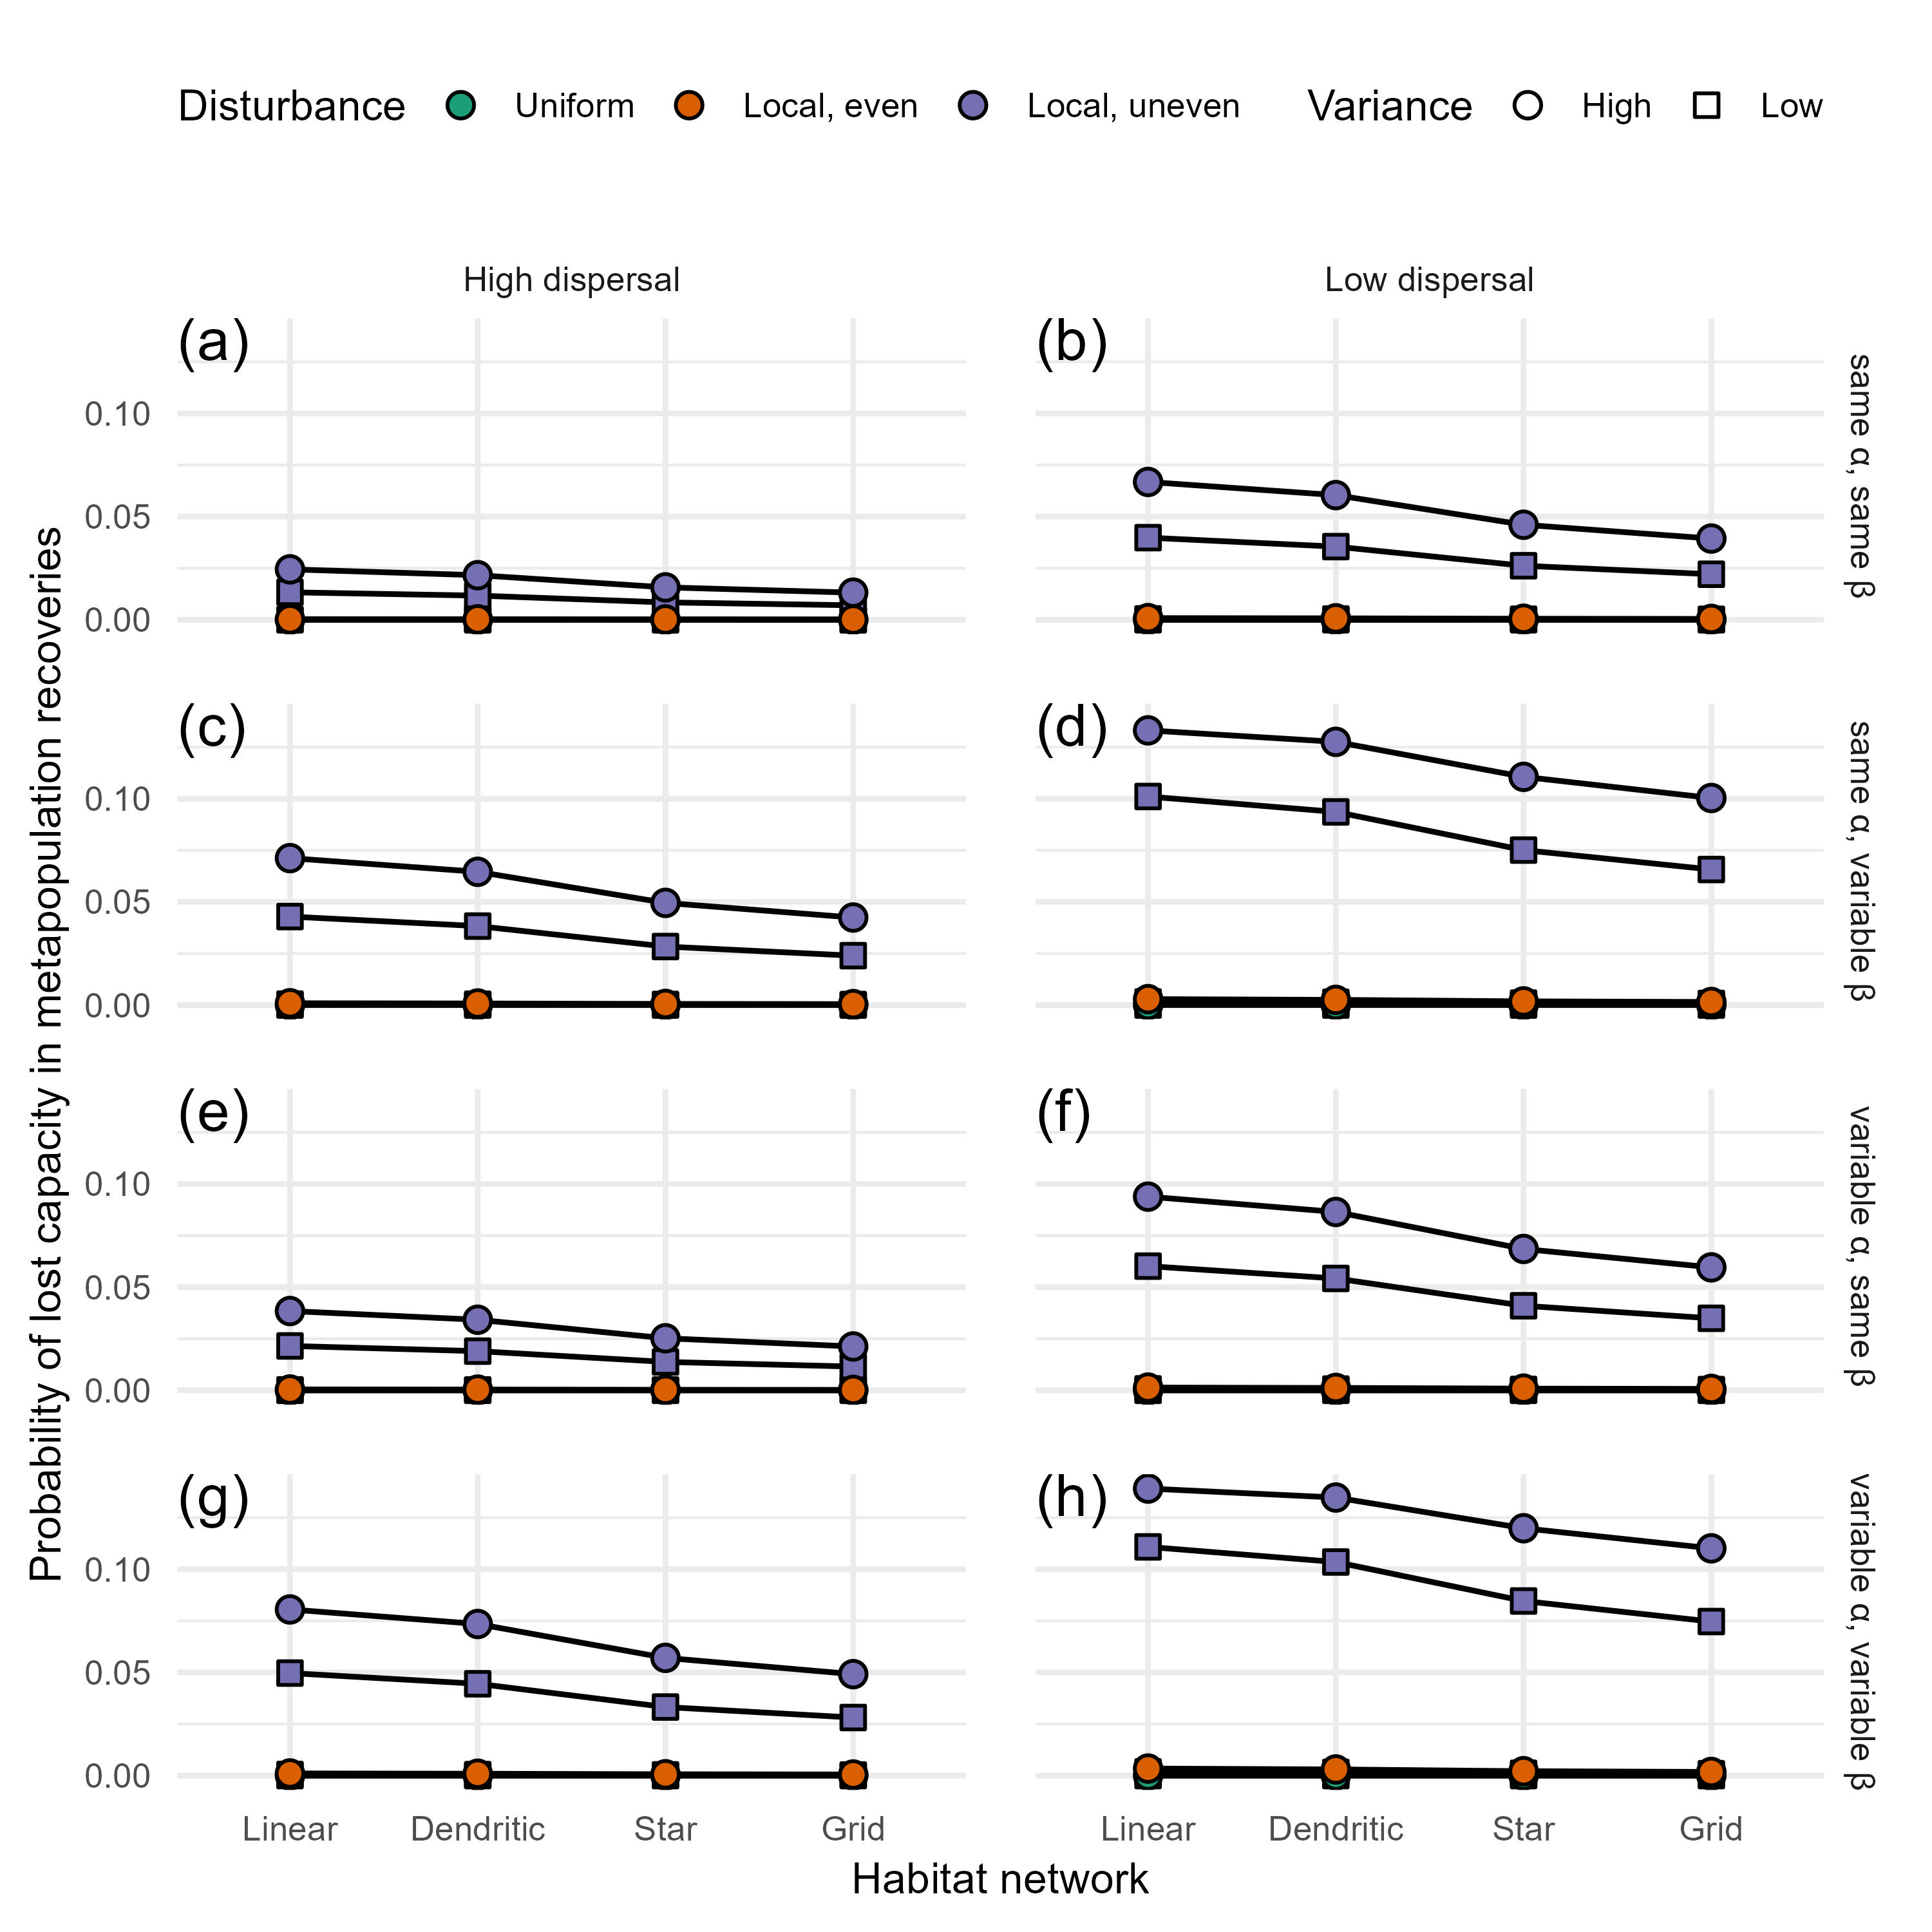 Disturbance Uniform Local, even Local, uneven Variance High Low
High dispersal Low dispersal
(a) (b)
same α, same β
0.10
0.05
0.00
(c) (d)
same α, variable β
0.10
0.05
0.00
(e) (f)
variable α, same β
0.10
0.05
0.00
(g) (h)
variable α, variable β
0.10
0.05
0.00
Probability of lost capacity in metapopulation recoveries
Linear Dendritic Star Grid Linear Dendritic Star Grid
Habitat network